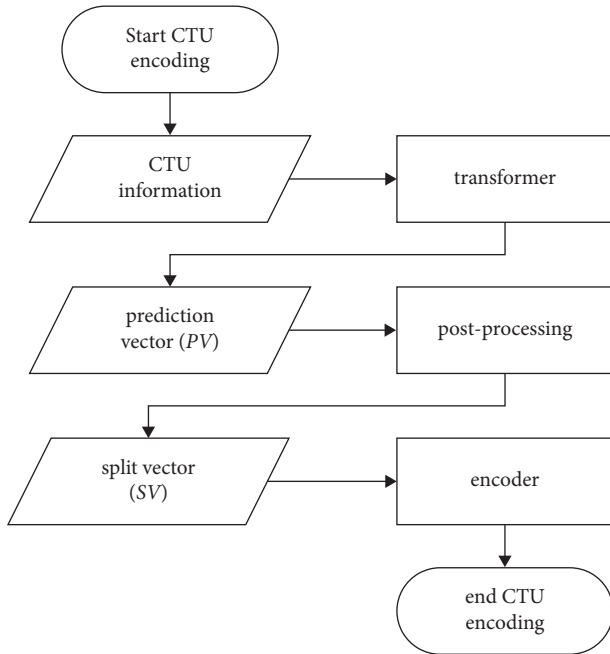 Start CTU
encoding
CTU
information
transformer
prediction
vector (PV)
post-processing
split vector
(SV)
encoder
end CTU
encoding